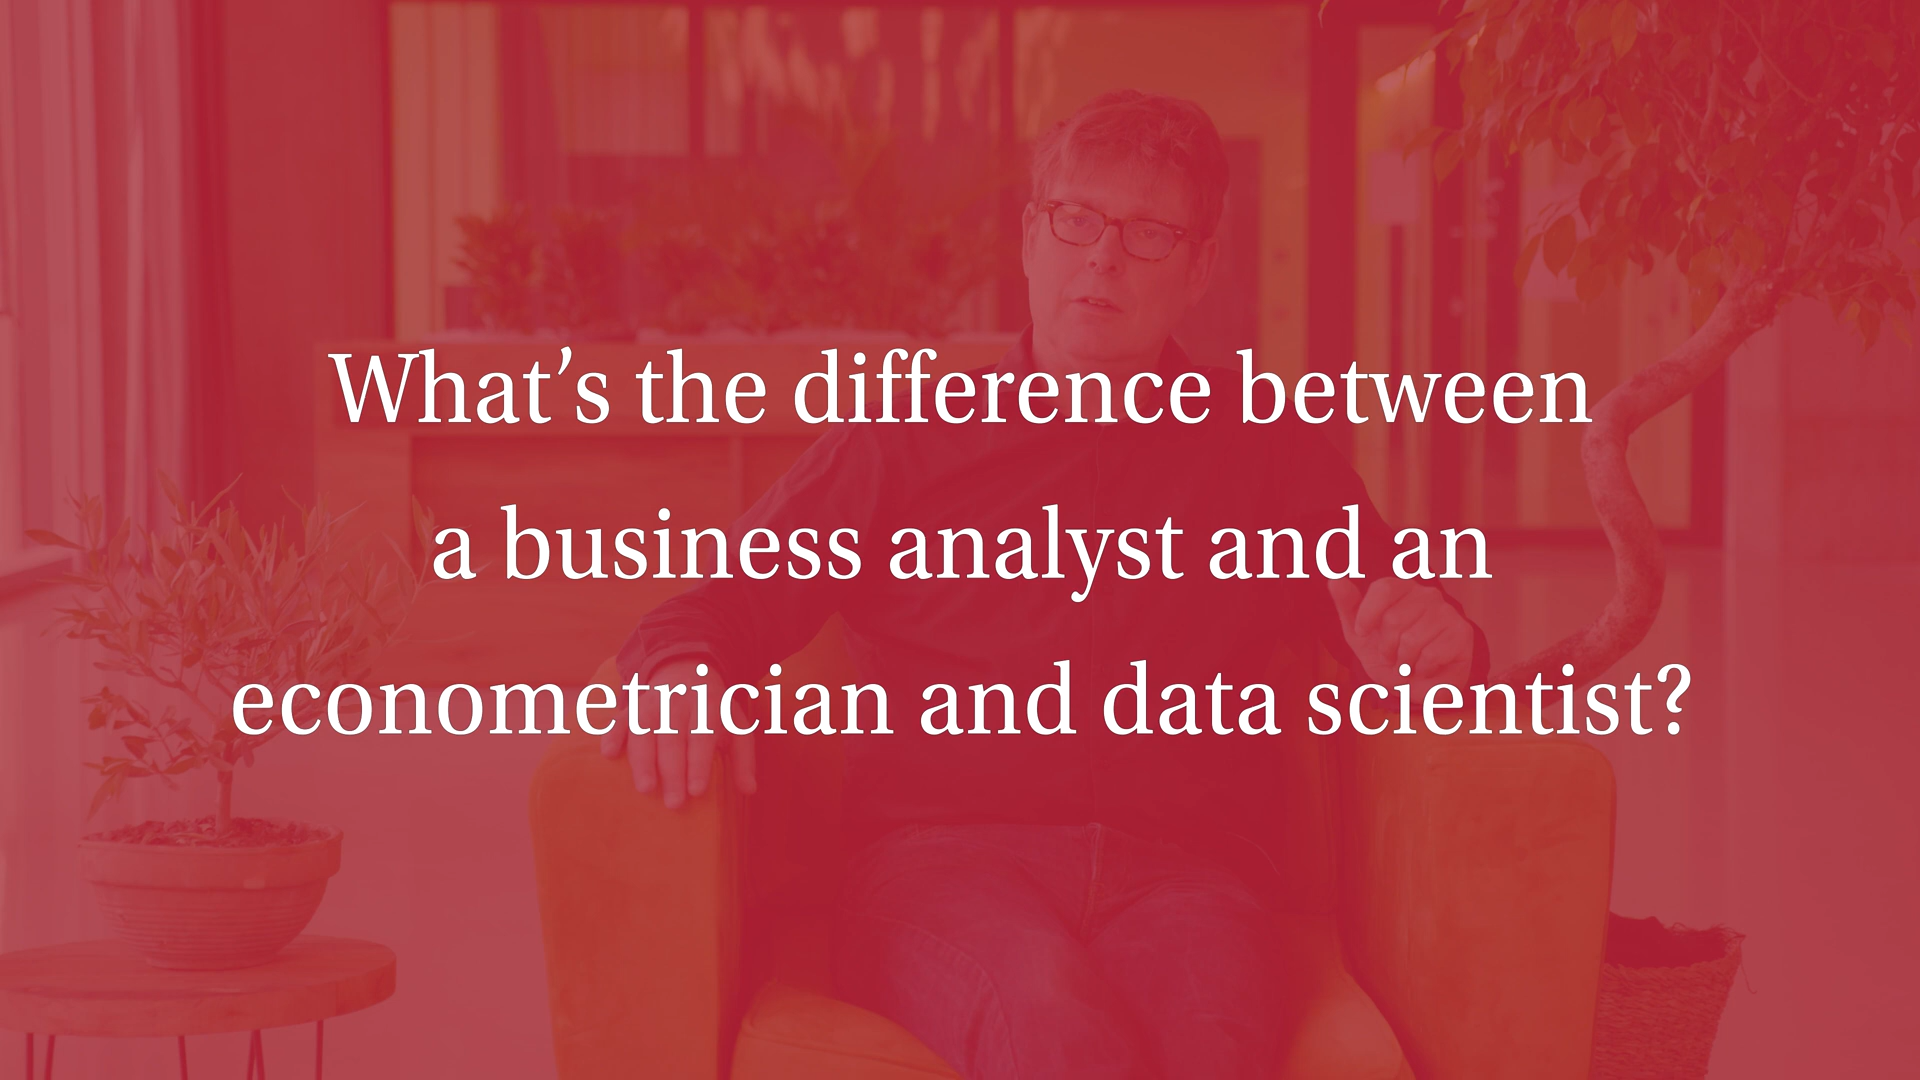 What’s the difference between
a business analyst and an
econometrician and data scientist?